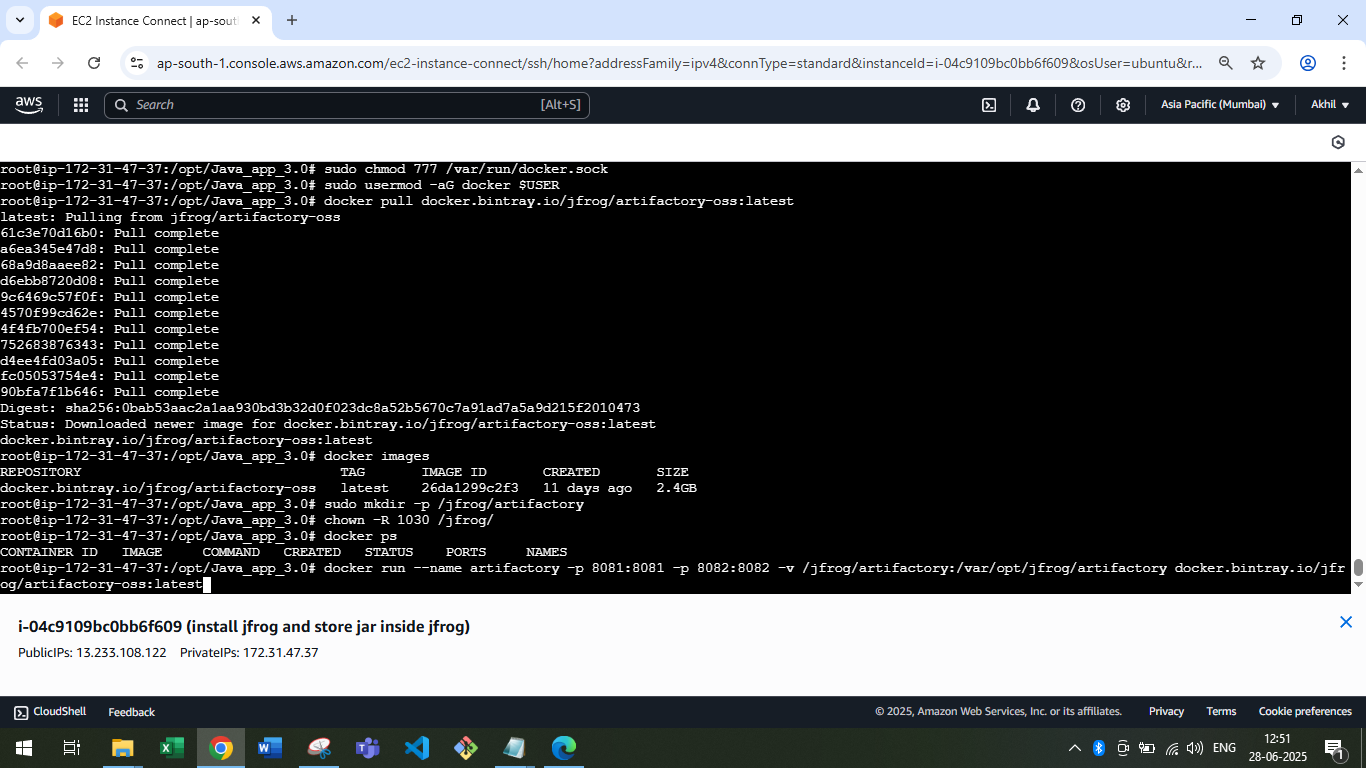 EC2 Instance Connect | ap-sout
ap-south-1.console.aws.amazon.com/ec2-instance-connect/ssh/home?addressFamily=ipv4&connType=standard&instanceId=i-04c9109bc0bb6f609&osUser=ubuntu&r...
aws
Search
[Alt+S]
Asia Pacific (Mumbai)
Akhil
root@ip-172-31-47-37:/opt/Java_app_3.0# sudo chmod 777 /var/run/docker.sock
root@ip-172-31-47-37:/opt/Java_app_3.0# sudo usermod -aG docker $USER
root@ip-172-31-47-37:/opt/Java_app_3.0# docker pull docker.bintray.io/jfrog/artifactory-oss:latest
latest: Pulling from jfrog/artifactory-oss
61c3e70d16b0: Pull complete
a6ea345e47d8: Pull complete
68a9d8aaee82: Pull complete
d6ebb8720d08: Pull complete
9c6469c57f0f: Pull complete
4570f99cd62e: Pull complete
4f4fb700ef54: Pull complete
752683876343: Pull complete
d4ee4fd03a05: Pull complete
fc05053754e4: Pull complete
90bfa7f1b646: Pull complete
Digest: sha256:0bab53aac2a1aa930bd3b32d0f023dc8a52b5670c7a91ad7a5a9d215f2010473
Status: Downloaded newer image for docker.bintray.io/jfrog/artifactory-oss:latest
docker.bintray.io/jfrog/artifactory-oss:latest
root@ip-172-31-47-37:/opt/Java_app_3.0# docker images
REPOSITORY TAG IMAGE ID CREATED SIZE
docker.bintray.io/jfrog/artifactory-oss latest 26da1299c2f3 11 days ago 2.4GB
root@ip-172-31-47-37:/opt/Java_app_3.0# sudo mkdir -p /jfrog/artifactory
root@ip-172-31-47-37:/opt/Java_app_3.0# chown -R 1030 /jfrog/
root@ip-172-31-47-37:/opt/Java_app_3.0# docker ps
CONTAINER ID IMAGE COMMAND CREATED STATUS PORTS NAMES
root@ip-172-31-47-37:/opt/Java_app_3.0# docker run --name artifactory -p 8081:8081 -p 8082:8082 -v /jfrog/artifactory:/var/opt/jfrog/artifactory docker.bintray.io/jfr
og/artifactory-oss:latest
i-04c9109bc0bb6f609 (install jfrog and store jar inside jfrog)
PublicIPs: 13.233.108.122 PrivateIPs: 172.31.47.37
CloudShell Feedback
© 2025, Amazon Web Services, Inc. or its affiliates. Privacy Terms Cookie preferences
ENG
12:51
28-06-2025
1